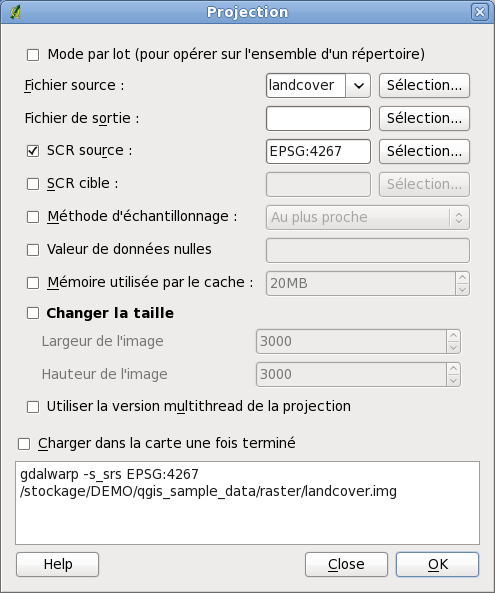 Projection
Mode par lot (pour opérer sur l'ensemble d'un répertoire)
Fichier source : landcover Sélection...
Fichier de sortie : Sélection...
SCR source : EPSG:4267 Sélection...
SCR cible : Sélection...
Méthode d'échantillonnage : Au plus proche
Valeur de données nulles
Mémoire utilisée par le cache : 20MB
Changer la taille
Largeur de l'image 3000
Hauteur de l'image 3000
Utiliser la version multithread de la projection
Charger dans la carte une fois terminé
gdalwarp -s_srs EPSG:4267
/stockage/DEMO/qgis_sample_data/raster/landcover.img
Help Close OK